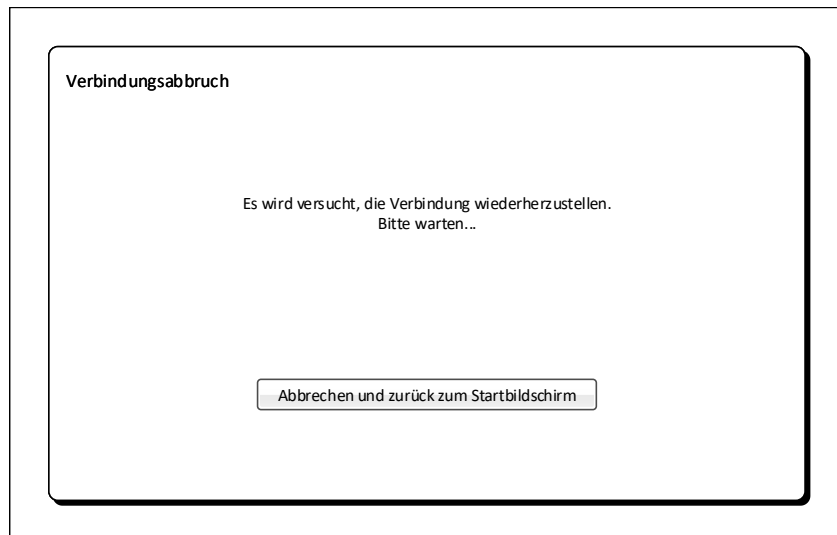 Verbindungsabbruch
Es wird versucht, die Verbindung wiederherzustellen.
Bitte warten...
Abbrechen und zurück zum Startbildschirm